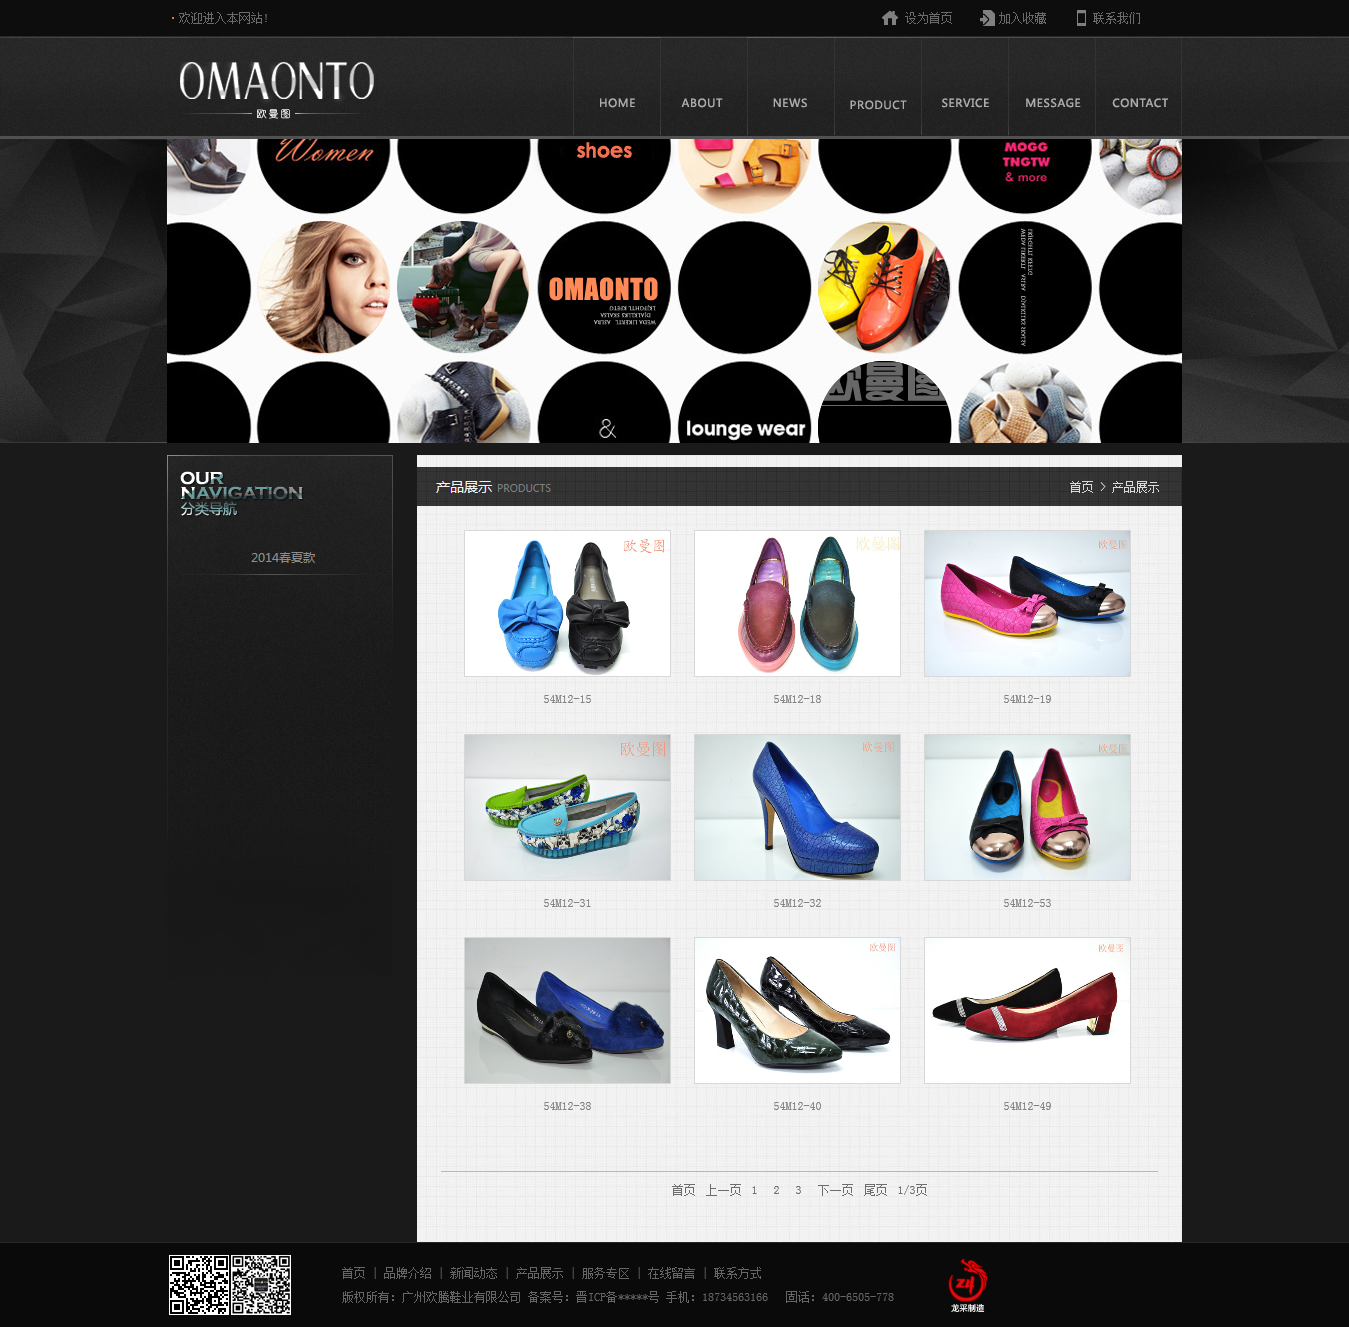 欢迎进入本网站!
设为首页 加入收藏 联系我们
OMAONTO
欧曼图
HOME ABOUT NEWS PRODUCT SERVICE MESSAGE CONTACT
Women
shoes
MOGG
TNGTW
& more
OMAONTO
欧曼图
&
lounge wear
OUR
NAVIGATION
分类导航
2014春夏款
产品展示 PRODUCTS
首页 > 产品展示
欧曼图
欧曼图
欧曼图
54M12-15 54M12-18 54M12-19
欧曼图
欧曼图
欧曼图
54M12-31 54M12-32 54M12-53
欧曼图
欧曼图
54M12-38 54M12-40 54M12-49
首页 上一页 1 2 3 下一页 尾页 1/3页
首页 | 品牌介绍 | 新闻动态 | 产品展示 | 服务专区 | 在线留言 | 联系方式
版权所有: 广州欢腾鞋业有限公司 备案号: 晋ICP备*****号 手机: 18734563166 固话: 400-6505-778
龙采制造